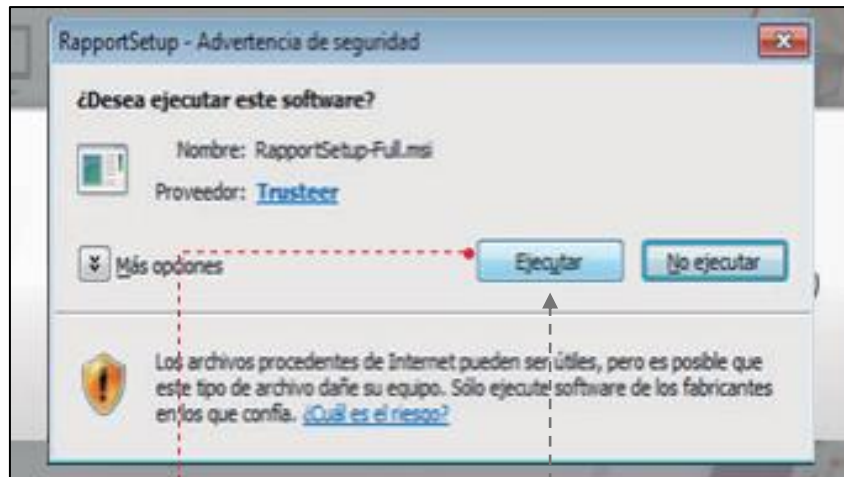 RapportSetup - Advertencia de seguridad
¿Desea ejecutar este software?
Nombre: RapportSetup-Full.msi
Proveedor: Trusteer
Más opciones
Ejecutar
No ejecutar
Los archivos procedentes de Internet pueden ser útiles, pero es posible que
este tipo de archivo dañe su equipo. Sólo ejecute software de los fabricantes
en los que confía. ¿Cuál es el riesgo?